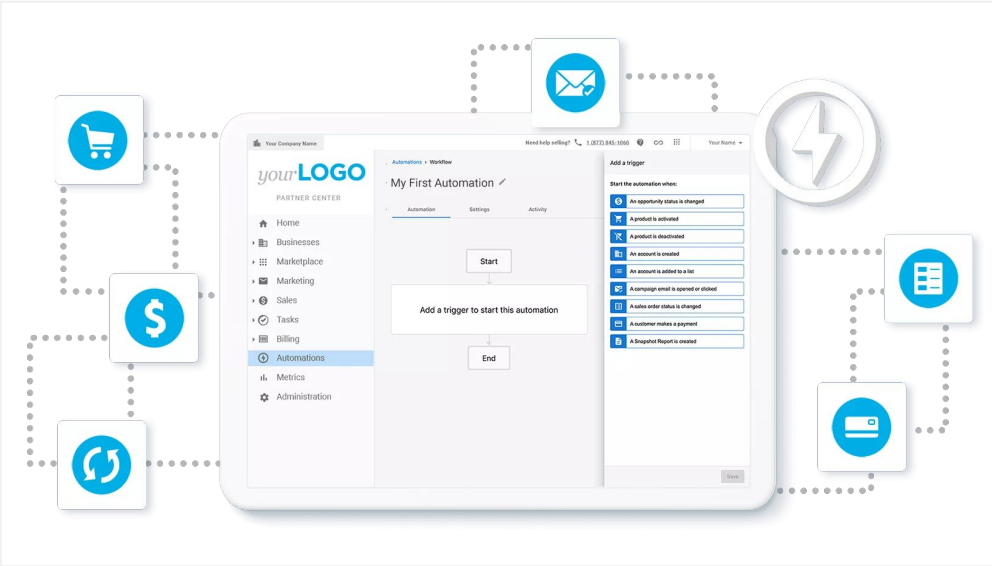 Your Company Name
Need help selling? 1 (877) 845-1066
Your Name
yourLOGO
PARTNER CENTER
Home
Businesses
Marketplace
Marketing
Sales
Tasks
Billing
Automations
Metrics
Administration
Automations › Workflow
My First Automation
Automation Settings Activity
Start
Add a trigger to start this automation
End
Add a trigger
Start the automation when:
An opportunity status is changed
A product is activated
A product is deactivated
An account is created
An account is added to a list
A campaign email is opened or clicked
A sales order status is changed
A customer makes a payment
A Snapshot Report is created
Save